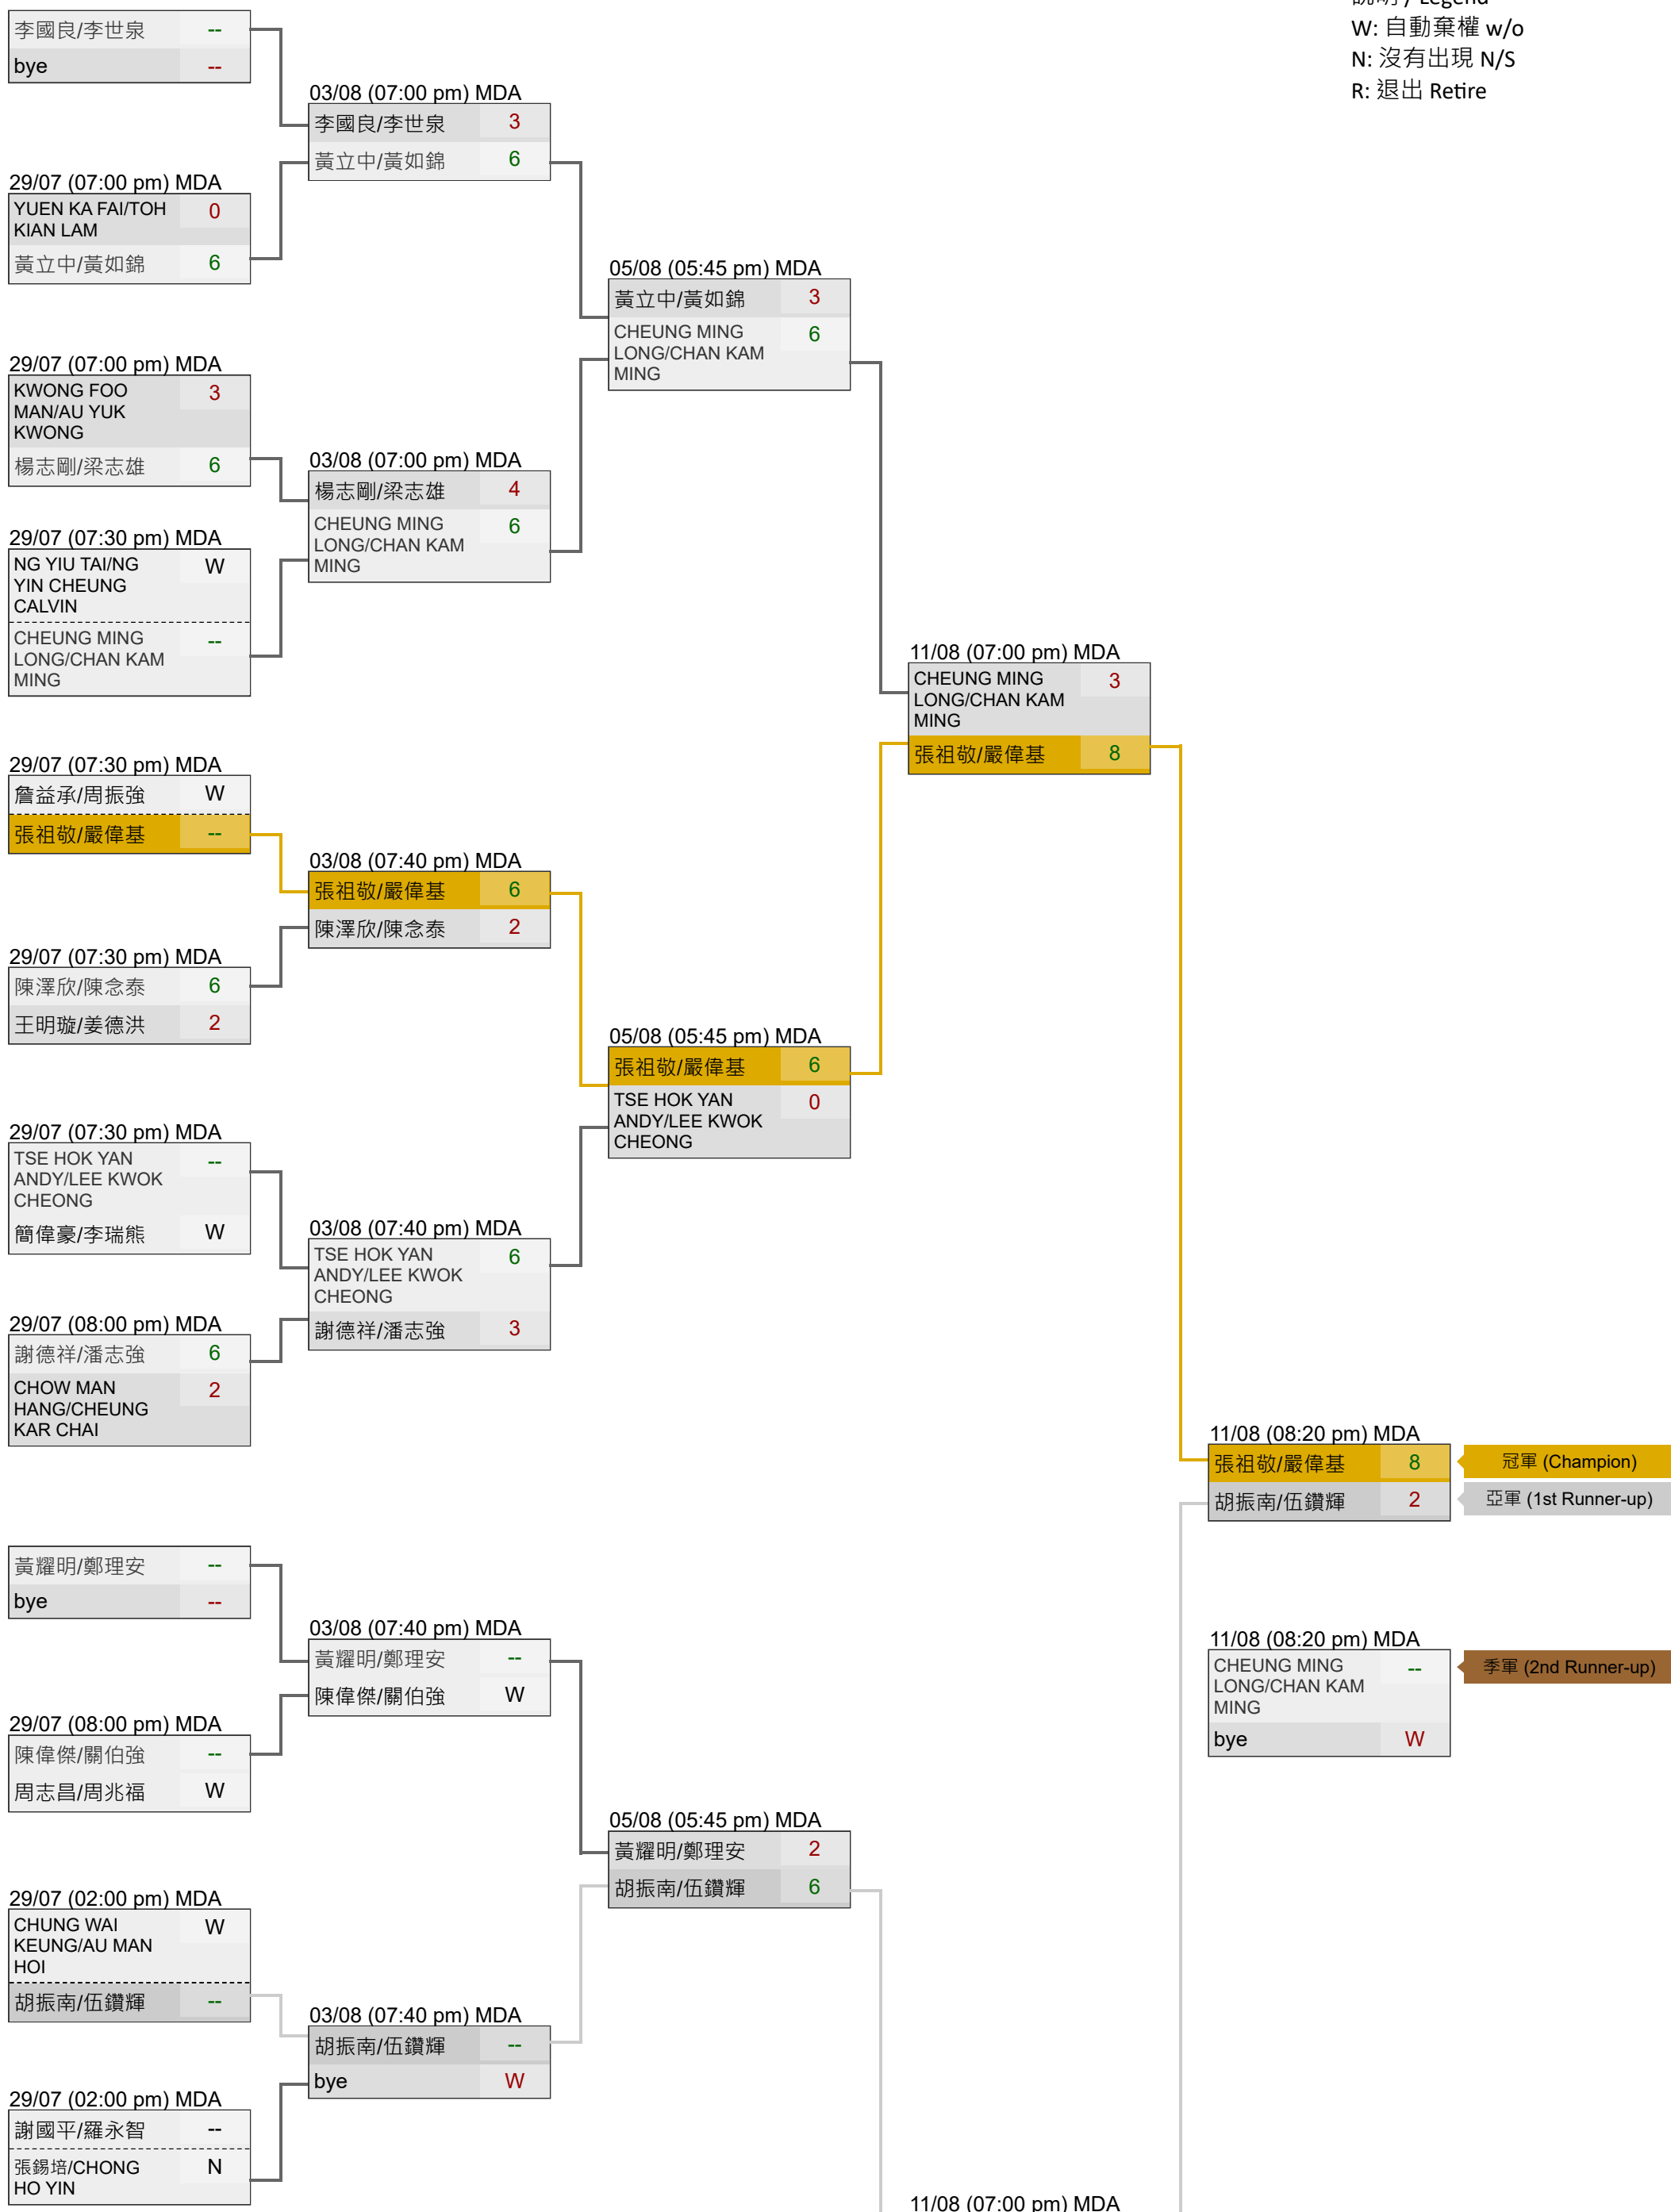 說明 / Legend
W: 自動棄權 w/o
N: 沒有出現 N/S
R: 退出 Retire
李國良/李世泉 --
bye --
29/07 (07:00 pm) MDA
YUEN KA FAI/TOH 0
KIAN LAM
黃立中/黃如錦 6
29/07 (07:00 pm) MDA
KWONG FOO 3
MAN/AU YUK
KWONG
楊志剛/梁志雄 6
29/07 (07:30 pm) MDA
NG YIU TAI/NG W
YIN CHEUNG
CALVIN
CHEUNG MING --
LONG/CHAN KAM
MING
29/07 (07:30 pm) MDA
詹益承/周振強 W
張祖敬/嚴偉基 --
29/07 (07:30 pm) MDA
陳澤欣/陳念泰 6
王明璇/姜德洪 2
29/07 (07:30 pm) MDA
TSE HOK YAN --
ANDY/LEE KWOK
CHEONG
簡偉豪/李瑞熊 W
29/07 (08:00 pm) MDA
謝德祥/潘志強 6
CHOW MAN 2
HANG/CHEUNG
KAR CHAI
黃耀明/鄭理安 --
bye --
29/07 (08:00 pm) MDA
陳偉傑/關伯強 --
周志昌/周兆福 W
29/07 (02:00 pm) MDA
CHUNG WAI W
KEUNG/AU MAN
HOI
胡振南/伍鑽輝 --
29/07 (02:00 pm) MDA
謝國平/羅永智 --
張錫培/CHONG N
HO YIN
03/08 (07:00 pm) MDA
李國良/李世泉 3
黃立中/黃如錦 6
03/08 (07:00 pm) MDA
楊志剛/梁志雄 4
CHEUNG MING 6
LONG/CHAN KAM
MING
03/08 (07:40 pm) MDA
張祖敬/嚴偉基 6
陳澤欣/陳念泰 2
03/08 (07:40 pm) MDA
TSE HOK YAN 6
ANDY/LEE KWOK
CHEONG
謝德祥/潘志強 3
03/08 (07:40 pm) MDA
黃耀明/鄭理安 --
陳偉傑/關伯強 W
03/08 (07:40 pm) MDA
胡振南/伍鑽輝 --
bye W
05/08 (05:45 pm) MDA
黃立中/黃如錦 3
CHEUNG MING 6
LONG/CHAN KAM
MING
05/08 (05:45 pm) MDA
張祖敬/嚴偉基 6
TSE HOK YAN 0
ANDY/LEE KWOK
CHEONG
05/08 (05:45 pm) MDA
黃耀明/鄭理安 2
胡振南/伍鑽輝 6
11/08 (07:00 pm) MDA
CHEUNG MING 3
LONG/CHAN KAM
MING
張祖敬/嚴偉基 8
11/08 (07:00 pm) MDA
11/08 (08:20 pm) MDA
張祖敬/嚴偉基 8 冠軍 (Champion)
胡振南/伍鑽輝 2 亞軍 (1st Runner-up)
11/08 (08:20 pm) MDA
CHEUNG MING -- 季軍 (2nd Runner-up)
LONG/CHAN KAM
MING
bye W